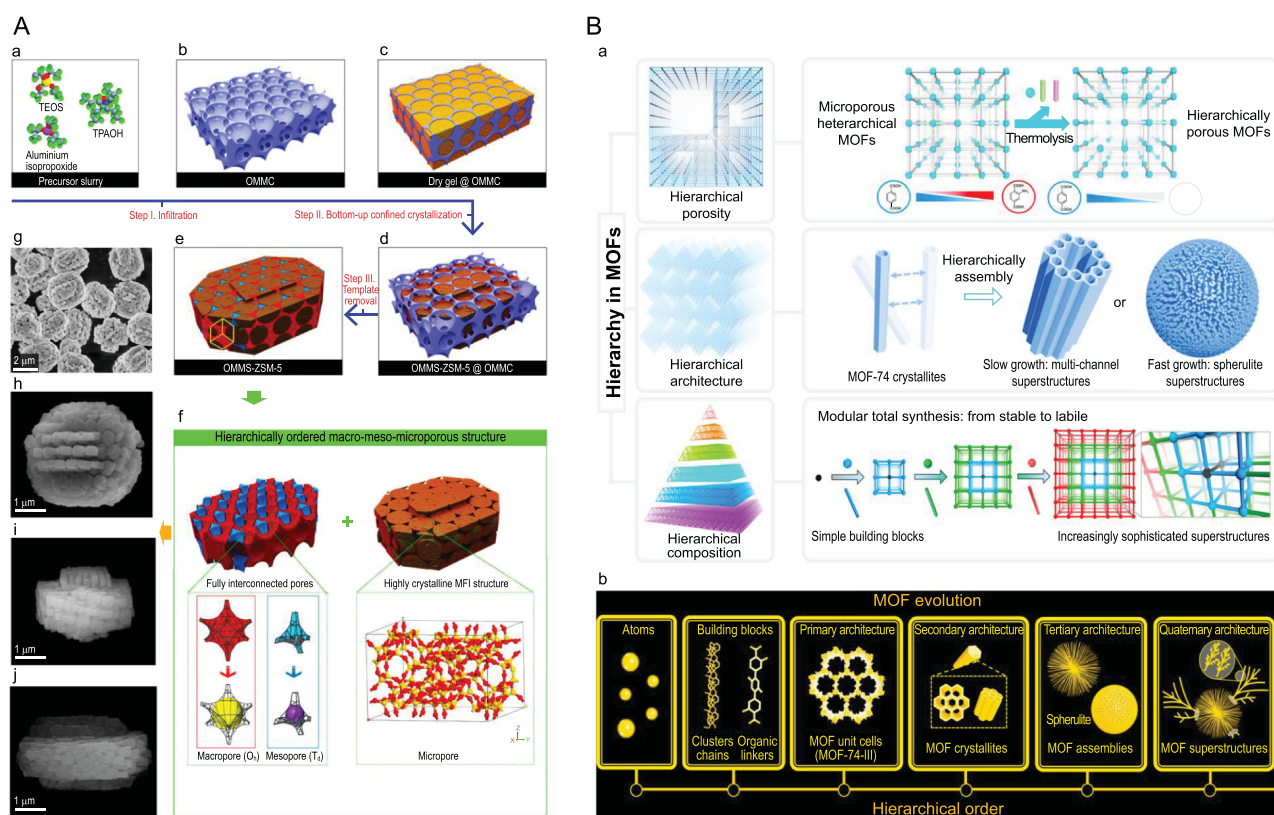 A
a
TEOS
TPAOH
Aluminium
isopropoxide
Precursor slurry
b
OMMC
c
Dry gel @ OMMC
Step I. Infiltration
Step II. Bottom-up confined crystallization
g
2 μm
e
OMMS-ZSM-5
Step III.
Template
removal
d
OMMS-ZSM-5 @ OMMC
h
1 μm
i
1 μm
j
1 μm
f
Hierarchically ordered macro-meso-microporous structure
+
Fully interconnected pores
Highly crystalline MFI structure
Macropore (Oh)
Mesopore (Td)
Micropore
Z
X Y
B
a
Hierarchy in MOFs
Hierarchical
porosity
Microporous
heterarchical
MOFs
Thermolysis
Hierarchically
porous MOFs
Hierarchical
architecture
MOF-74 crystallites
Hierarchically
assembly
or
Slow growth: multi-channel
superstructures
Fast growth: spherulite
superstructures
Hierarchical
composition
Modular total synthesis: from stable to labile
Simple building blocks
Increasingly sophisticated superstructures
b
MOF evolution
Atoms
Building blocks
Clusters
chains
Organic
linkers
Primary architecture
MOF unit cells
(MOF-74-III)
Secondary architecture
MOF crystallites
Tertiary architecture
Spherulite
MOF assemblies
Quaternary architecture
MOF superstructures
Hierarchical order